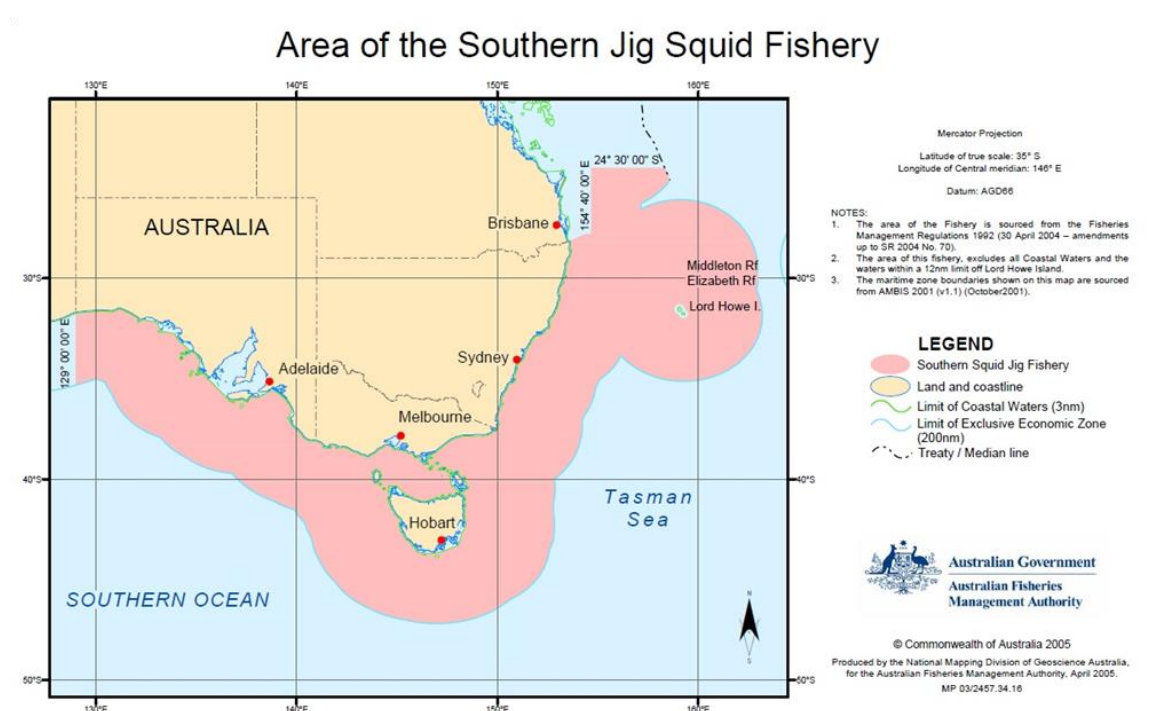 Area of the Southern Jig Squid Fishery
130°E 140°E 150°E 160°E
24° 30' 00" S
154° 40' 00" E
Brisbane
AUSTRALIA
30°S
30°S
Middleton Rf
Elizabeth Rf
Lord Howe I.
129° 00' 00" E
Sydney
Adelaide
Melbourne
40°S
40°S
Tasman
Sea
Hobart
SOUTHERN OCEAN
N
S
50°S
50°S
130°E 140°E 150°E 160°E
Mercator Projection
Latitude of true scale: 35° S
Longitude of Central meridian: 146° E
Datum: AGD66
NOTES:
1. The area of the Fishery is sourced from the Fisheries
Management Regulations 1992 (30 April 2004 – amendments
up to SR 2004 No. 70).
2. The area of this fishery, excludes all Coastal Waters and the
waters within a 12nm limit off Lord Howe Island.
3. The maritime zone boundaries shown on this map are sourced
from AMBIS 2001 (v1.1) (October2001).
LEGEND
Southern Squid Jig Fishery
Land and coastline
Limit of Coastal Waters (3nm)
Limit of Exclusive Economic Zone
(200nm)
Treaty / Median line
Australian Government
Australian Fisheries
Management Authority
© Commonwealth of Australia 2005
Produced by the National Mapping Division of Geoscience Australia,
for the Australian Fisheries Management Authority, April 2005.
MP 03/2457.34.16